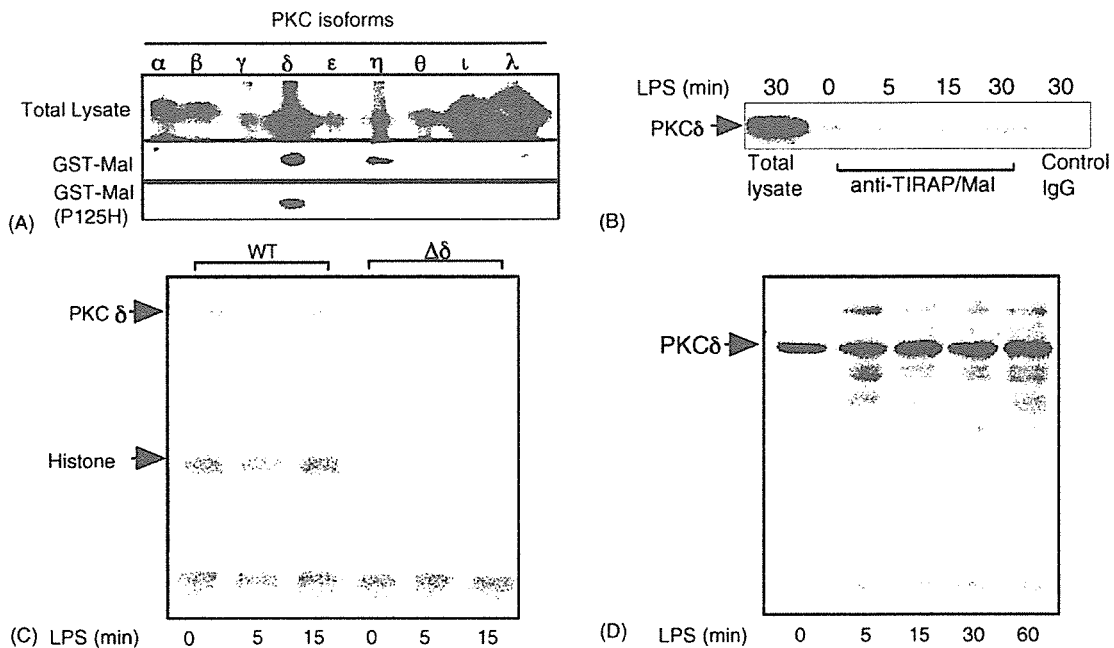 PKC isoforms
α β γ δ ε η θ ι λ
Total Lysate
GST-Mal
GST-Mal
(P125H)
(A)
LPS (min) 30 0 5 15 30 30
PKCδ
Total
lysate
anti-TIRAP/Mal
Control
IgG
(B)
WT Δδ
PKC δ
Histone
(C) LPS (min) 0 5 15 0 5 15
PKCδ
(D) LPS (min) 0 5 15 30 60